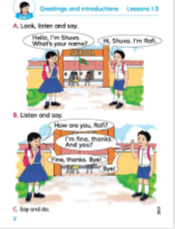 Greetings and introductions Lessons 1-3
A. Look, listen and say.
Hello, I'm Shuvo.
What's your name?
Hi, Shuvo. I'm Rafi.
B. Listen and say.
How are you, Rafi?
I'm fine, thanks.
And you?
Fine, thanks. Bye!
Bye!
C. Say and do.
2